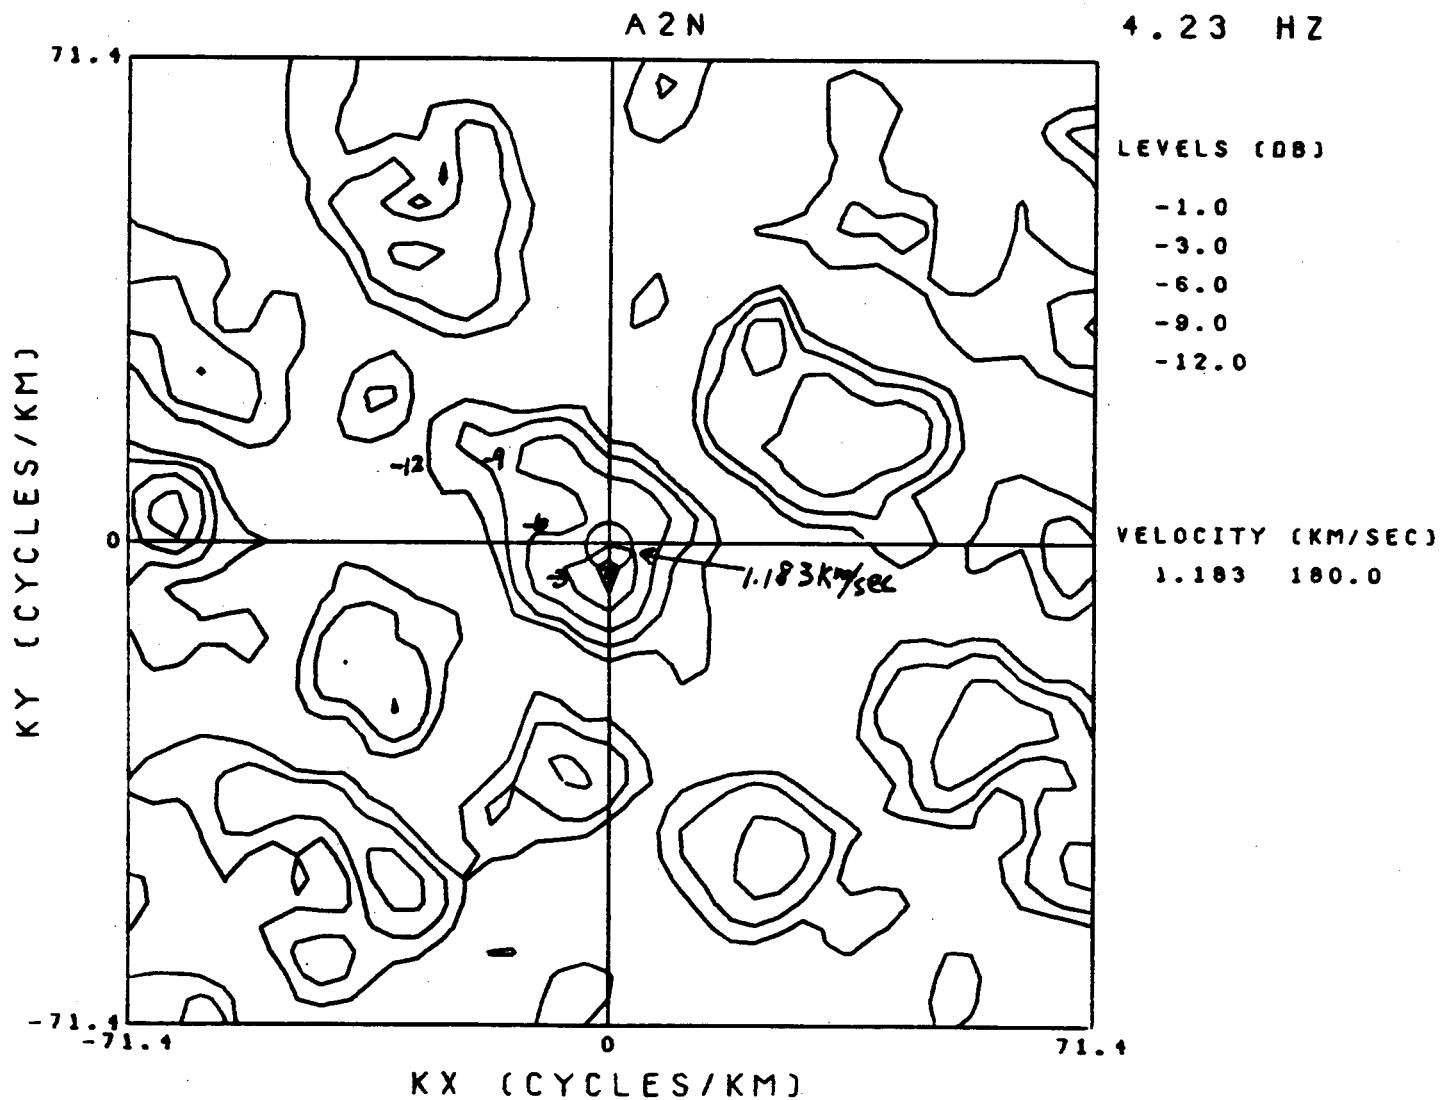 A2N
4.23 HZ
71.4
LEVELS (DB)
-1.0
-3.0
-6.0
-9.0
-12.0
KY (CYCLES/KM)
-12
-9
-6
0
-3
1.183 Km/sec
VELOCITY (KM/SEC)
1.183 180.0
-71.4
-71.4
0
71.4
KX (CYCLES/KM)